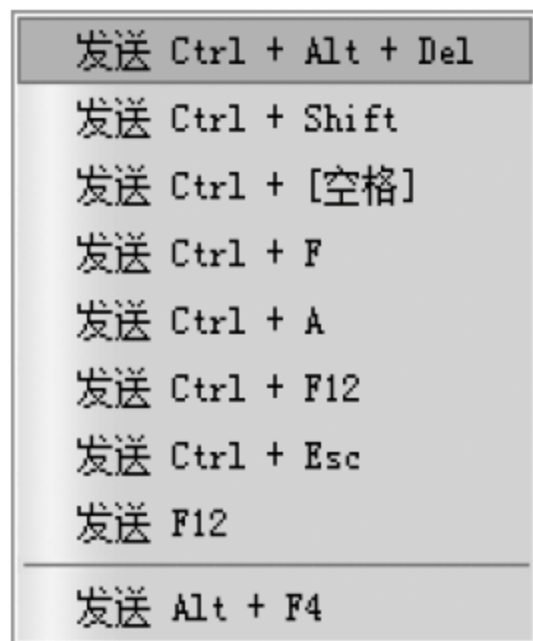 发送 Ctrl + Alt + Del
发送 Ctrl + Shift
发送 Ctrl + [空格]
发送 Ctrl + F
发送 Ctrl + A
发送 Ctrl + F12
发送 Ctrl + Esc
发送 F12
发送 Alt + F4